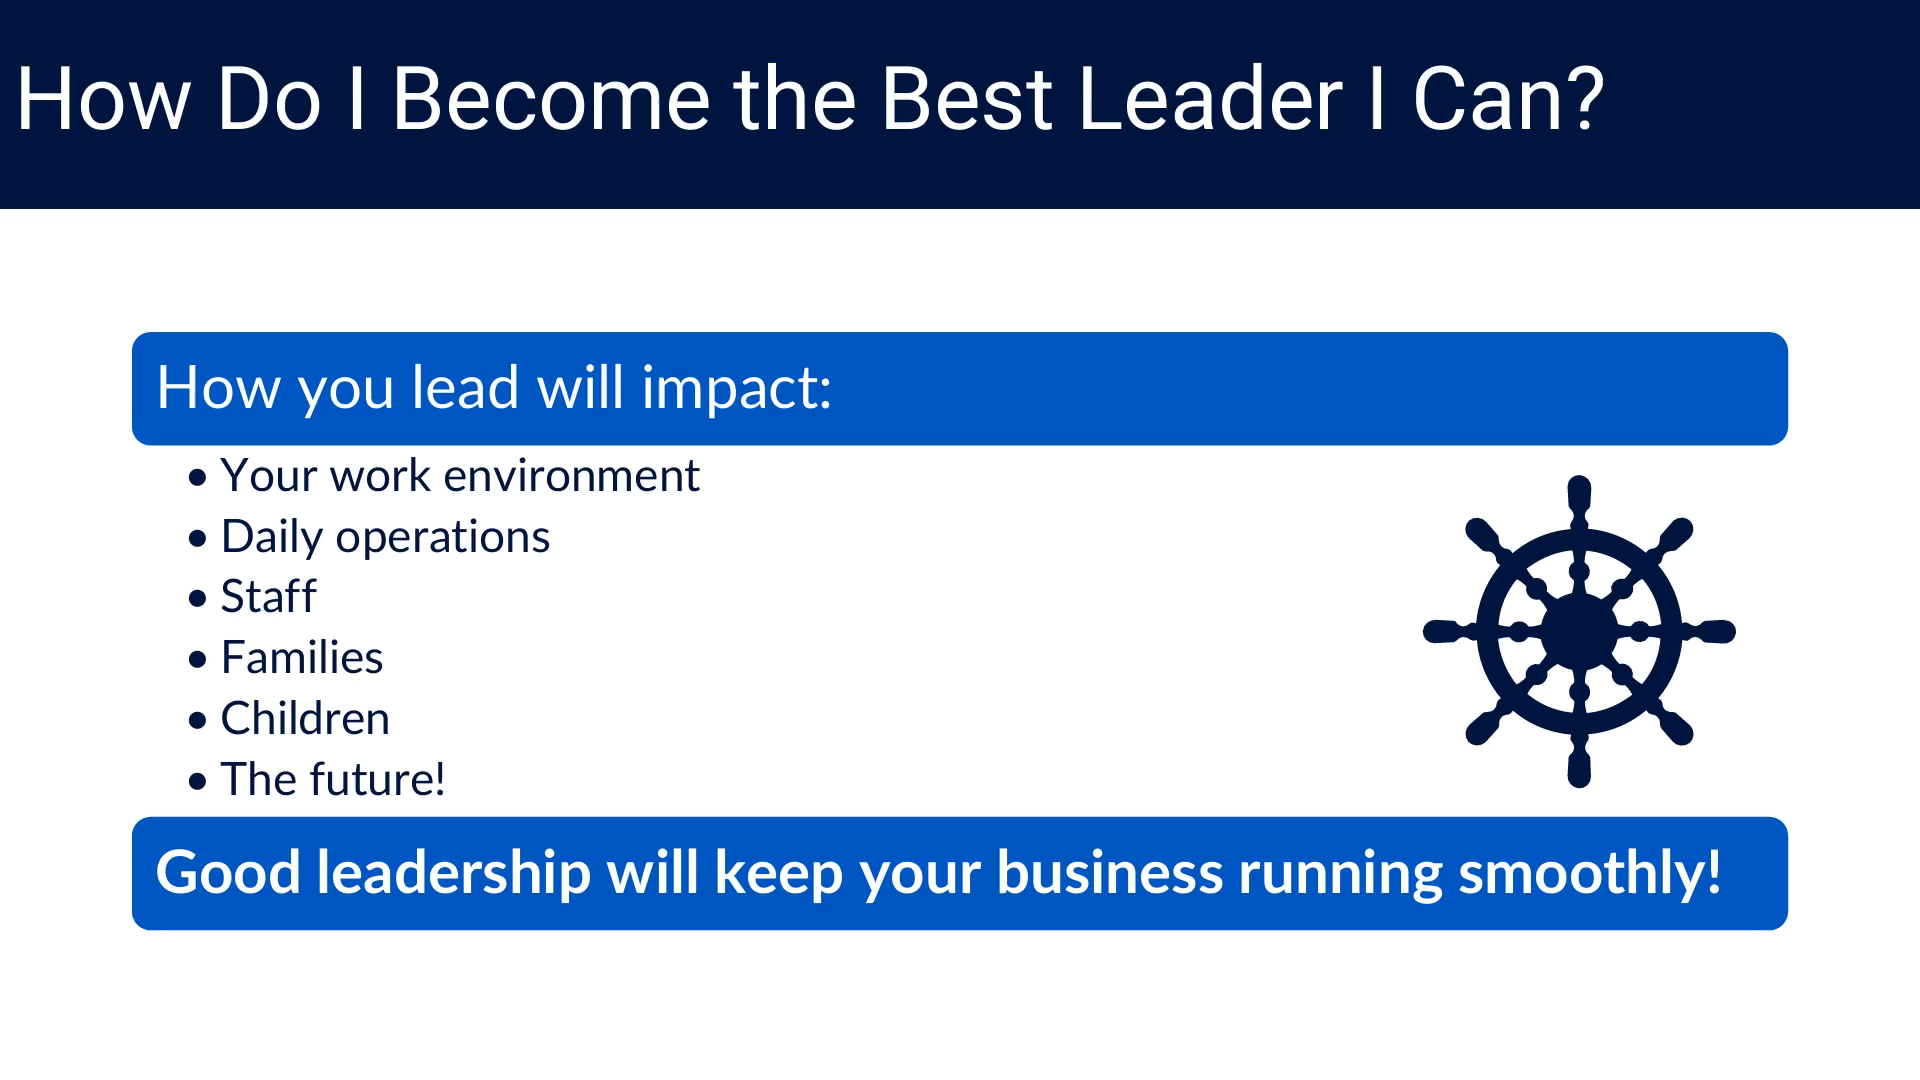 How Do I Become the Best Leader I Can?
How you lead will impact:
• Your work environment
• Daily operations
• Staff
• Families
• Children
• The future!
Good leadership will keep your business running smoothly!